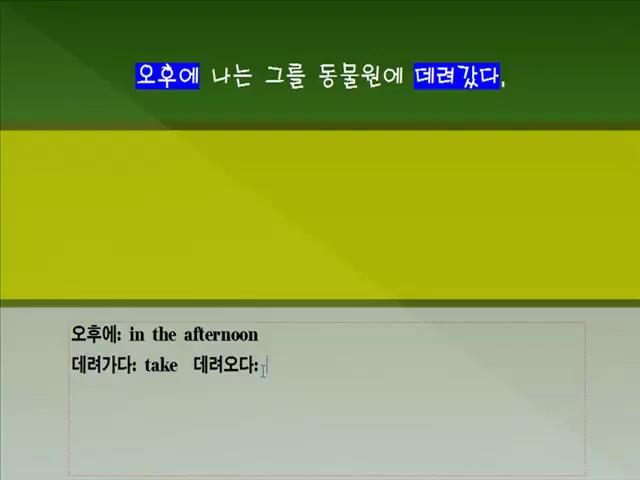 오후에 나는 그를 동물원에 데려갔다.
오후에: in the afternoon
데려가다: take 데려오다: